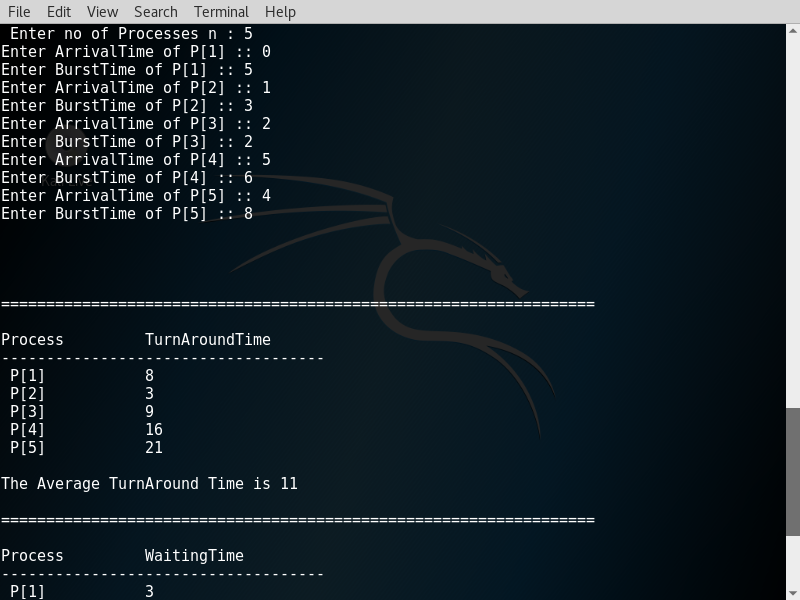 File Edit View Search Terminal Help
Enter no of Processes n : 5
Enter ArrivalTime of P[1] :: 0
Enter BurstTime of P[1] :: 5
Enter ArrivalTime of P[2] :: 1
Enter BurstTime of P[2] :: 3
Enter ArrivalTime of P[3] :: 2
Enter BurstTime of P[3] :: 2
Enter ArrivalTime of P[4] :: 5
Enter BurstTime of P[4] :: 6
Enter ArrivalTime of P[5] :: 4
Enter BurstTime of P[5] :: 8
==================================================================
Process TurnAroundTime
------------------------------------
P[1] 8
P[2] 3
P[3] 9
P[4] 16
P[5] 21
The Average TurnAround Time is 11
==================================================================
Process WaitingTime
------------------------------------
P[1] 3